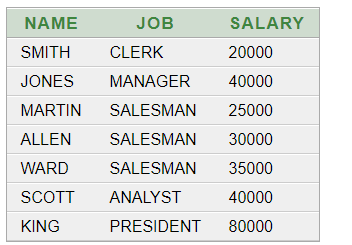 NAME JOB SALARY
SMITH CLERK 20000
JONES MANAGER 40000
MARTIN SALESMAN 25000
ALLEN SALESMAN 30000
WARD SALESMAN 35000
SCOTT ANALYST 40000
KING PRESIDENT 80000